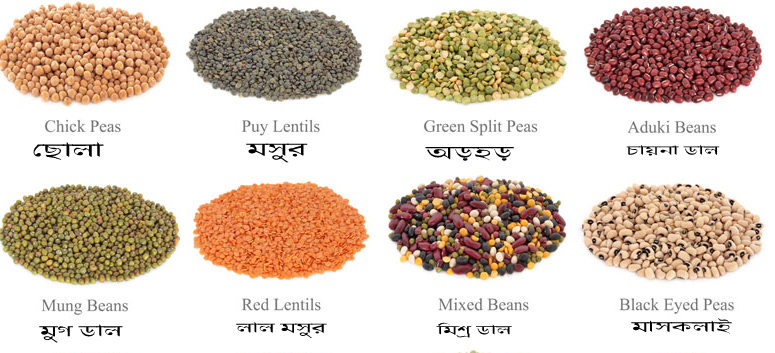 Chick Peas
Puy Lentils
Green Split Peas
Aduki Beans
ছোলা
মসুর
অড়হড়
চায়না ডাল
Mung Beans
Red Lentils
Mixed Beans
Black Eyed Peas
মুগ ডাল
লাল মসুর
মিশ্র ডাল
মাসকলাই